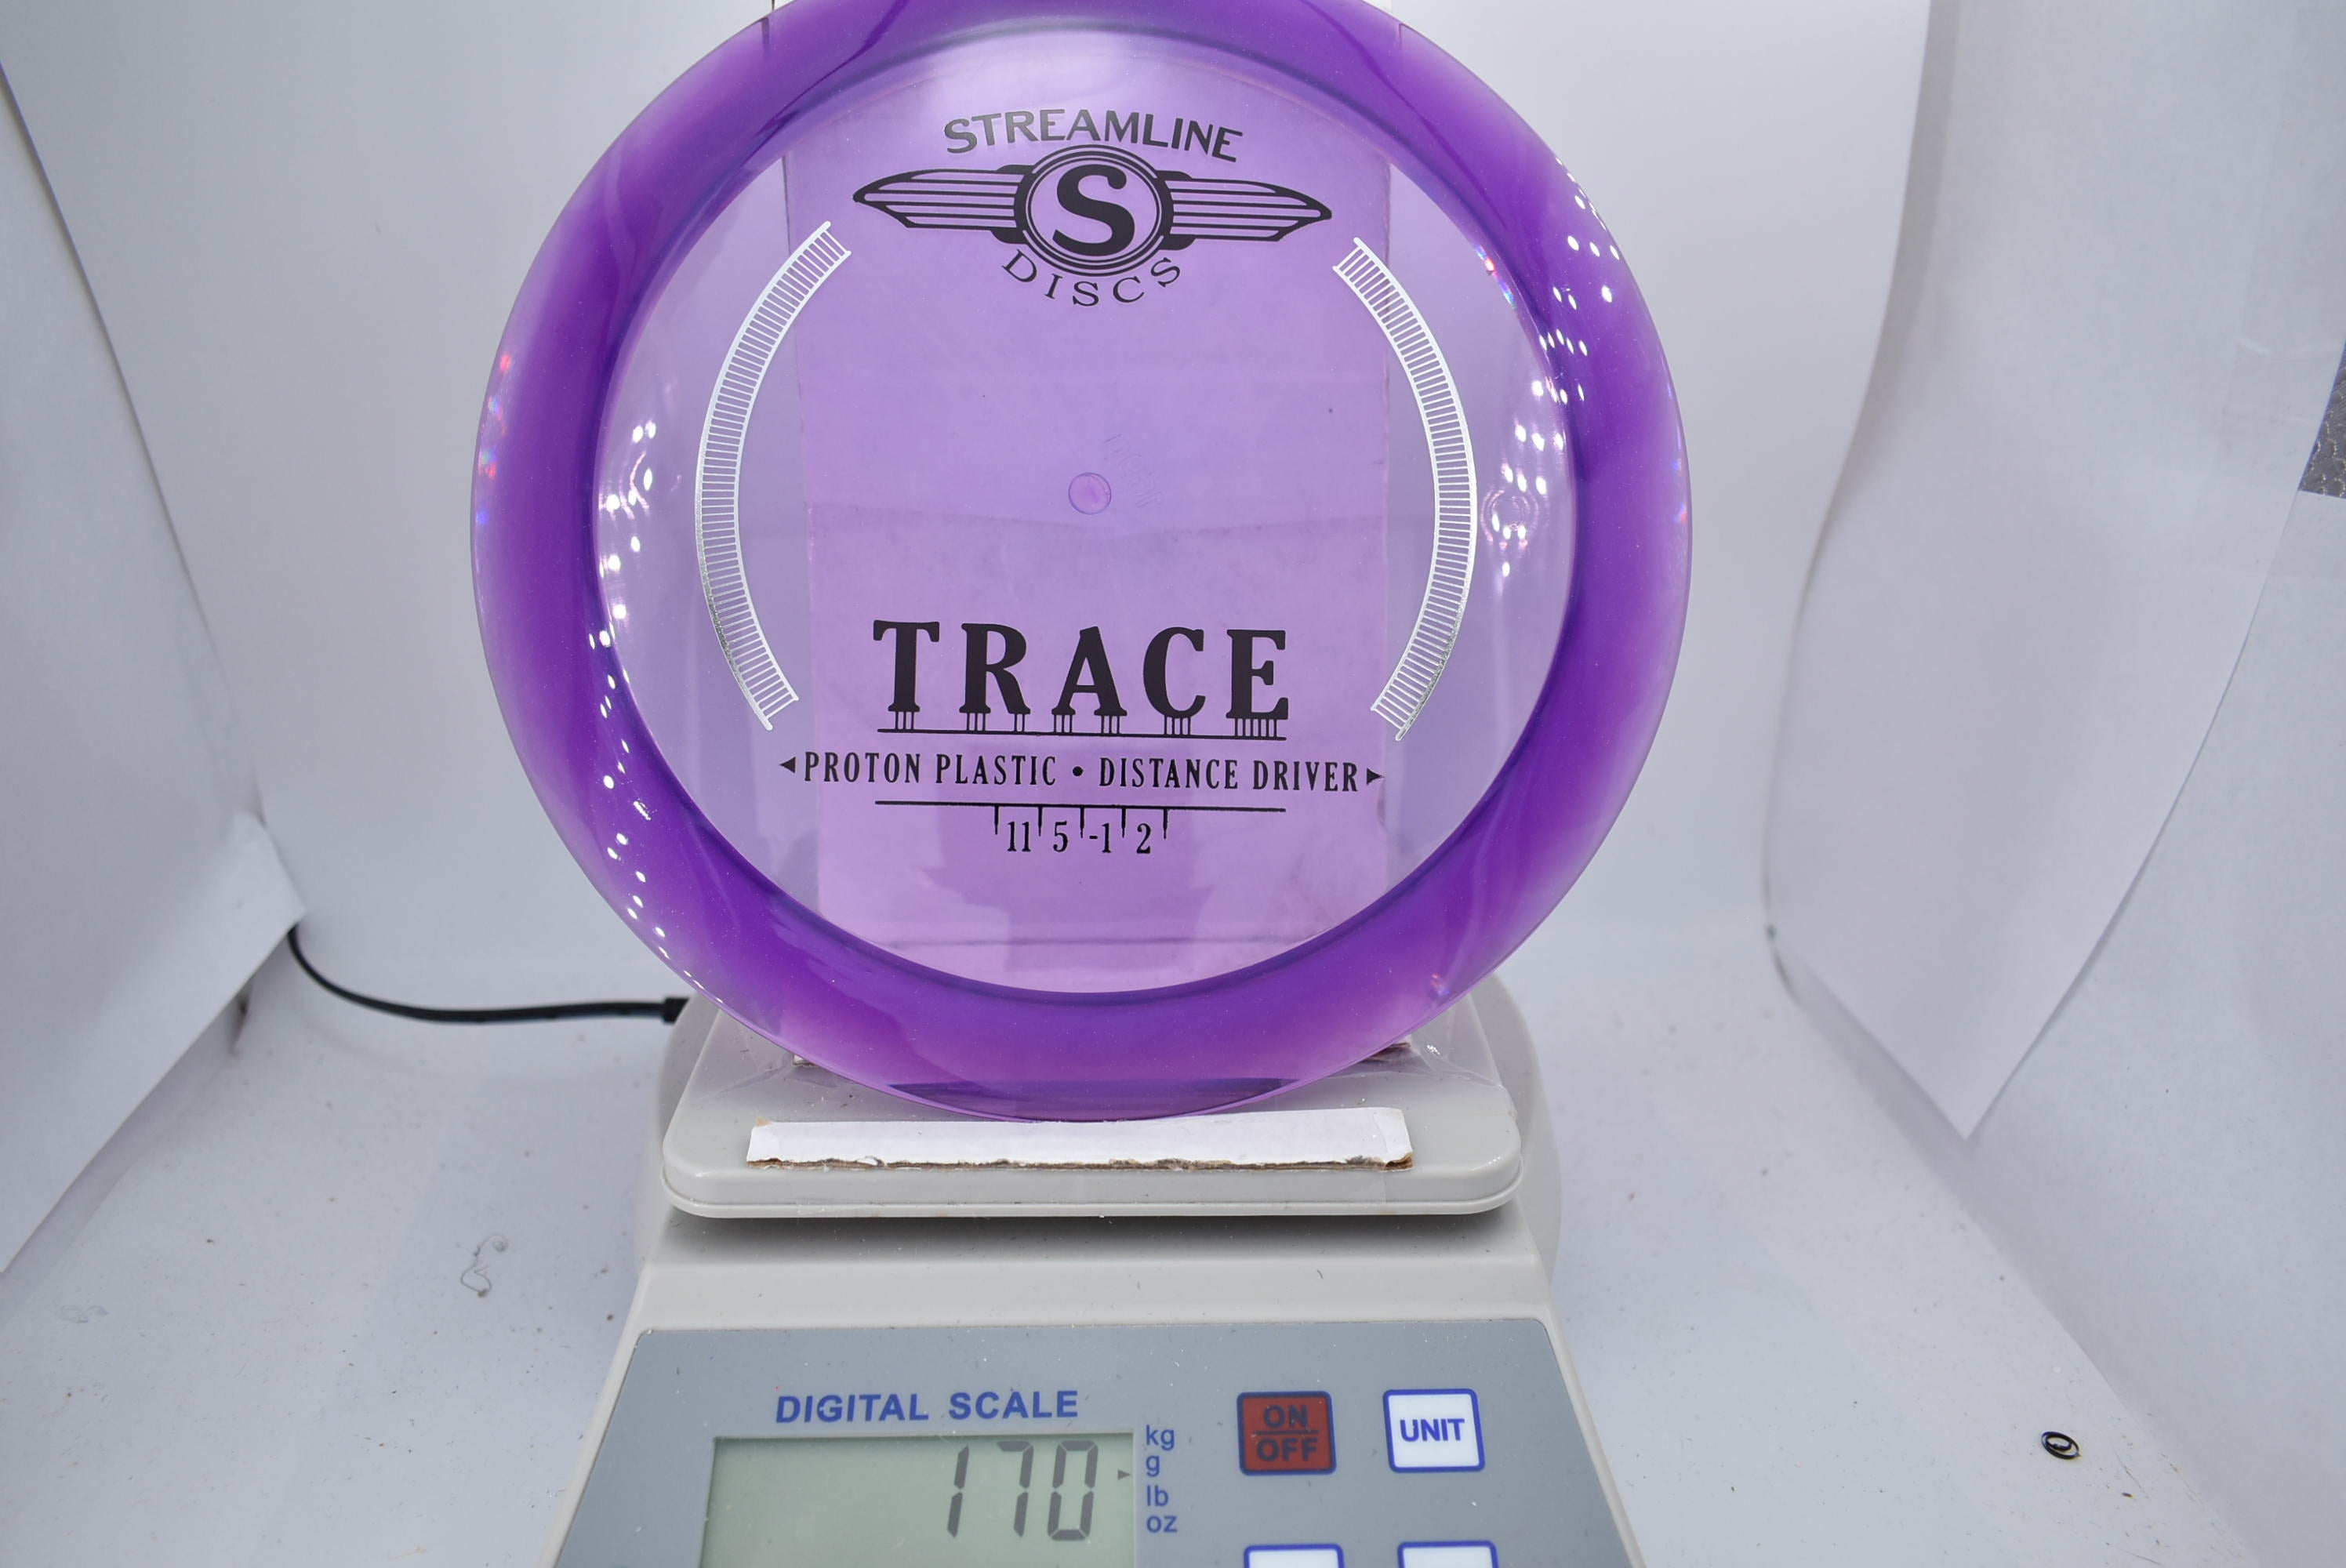 STREAMLINE
S
DISCS
TRACE
PROTON PLASTIC • DISTANCE DRIVER
11 5 -1 2
DIGITAL SCALE
170
kg
g
lb
oz
ON
OFF
UNIT